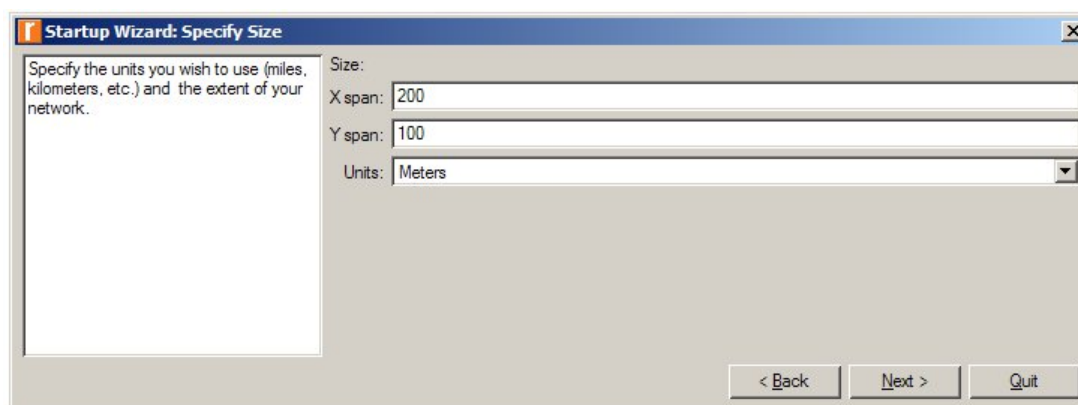 Startup Wizard: Specify Size
Specify the units you wish to use (miles,
kilometers, etc.) and the extent of your
network.
Size:
X span: 200
Y span: 100
Units: Meters
< Back Next > Quit